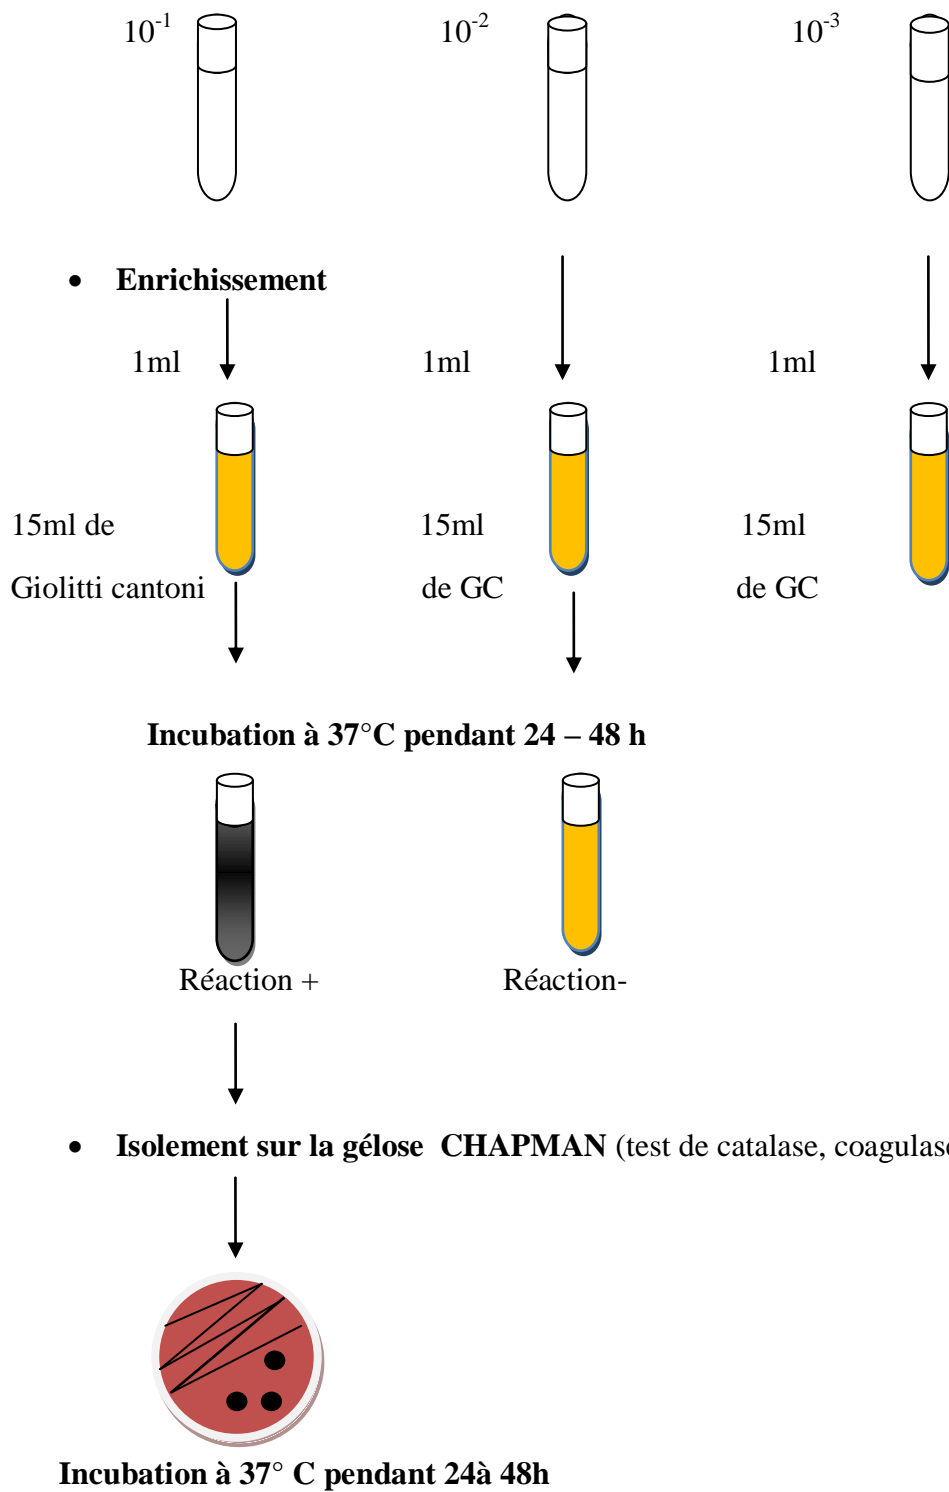 10-1 10-2 10-3
• Enrichissement
1ml 1ml 1ml
15ml de 15ml 15ml
Giolitti cantoni de GC de GC
Incubation à 37°C pendant 24 – 48 h
Réaction + Réaction-
• Isolement sur la gélose CHAPMAN (test de catalase, coagulase
Incubation à 37° C pendant 24à 48h